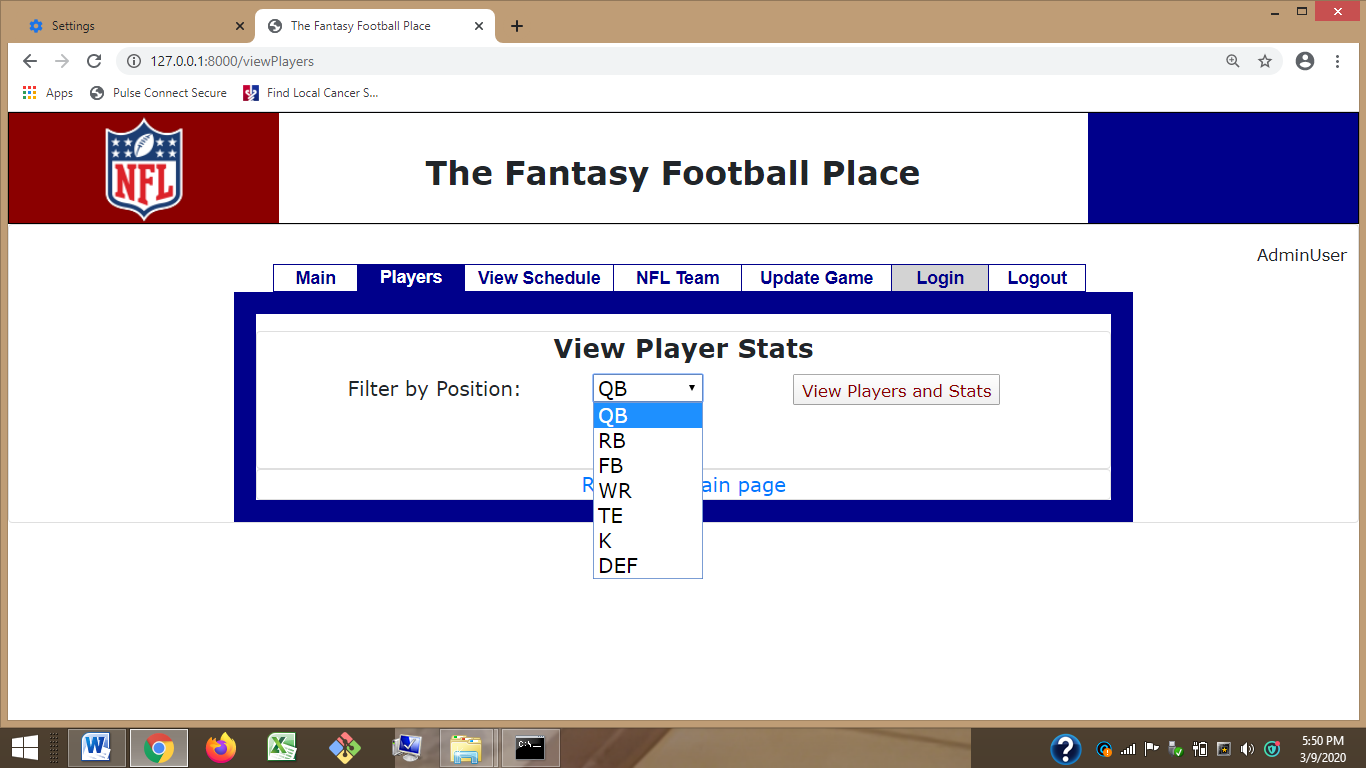 Settings
The Fantasy Football Place
127.0.0.1:8000/viewPlayers
Apps
Pulse Connect Secure
Find Local Cancer S...
NFL
The Fantasy Football Place
AdminUser
Main
Players
View Schedule
NFL Team
Update Game
Login
Logout
View Player Stats
Filter by Position:
QB
View Players and Stats
QB
RB
FB
WR
TE
K
DEF
R
ain page
C:\
5:50 PM
3/9/2020